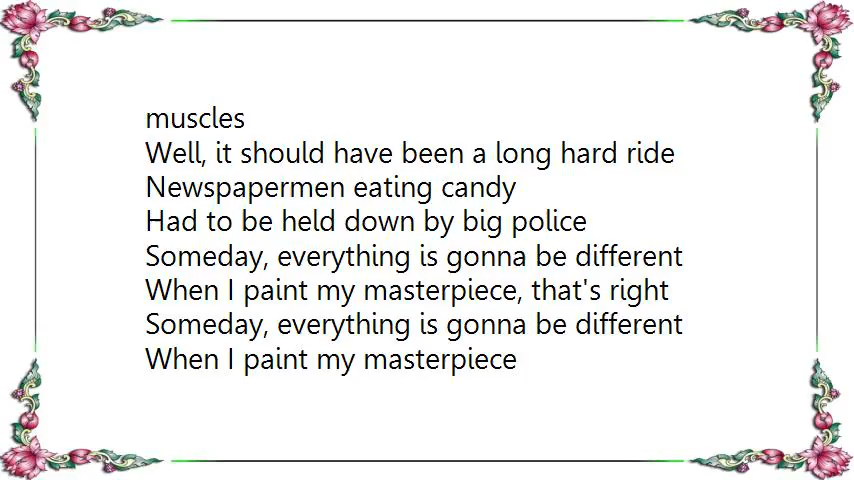 muscles
Well, it should have been a long hard ride
Newspapermen eating candy
Had to be held down by big police
Someday, everything is gonna be different
When I paint my masterpiece, that's right
Someday, everything is gonna be different
When I paint my masterpiece